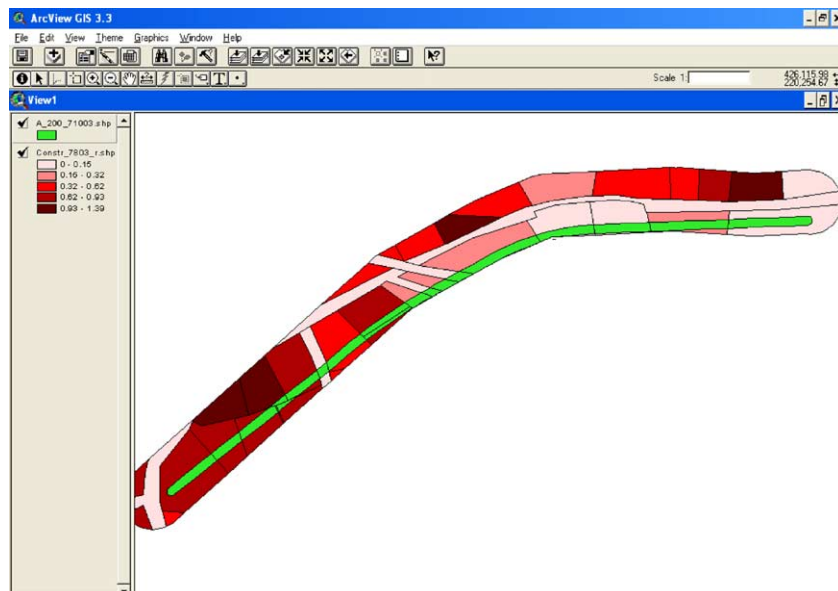 ArcView GIS 3.3
File Edit View Theme Graphics Window Help
Scale 1:
426,115.98
220,254.67
View1
A_200_71003.shp
Constr_7803_r.shp
0 - 0.15
0.16 - 0.32
0.32 - 0.62
0.62 - 0.93
0.93 - 1.39